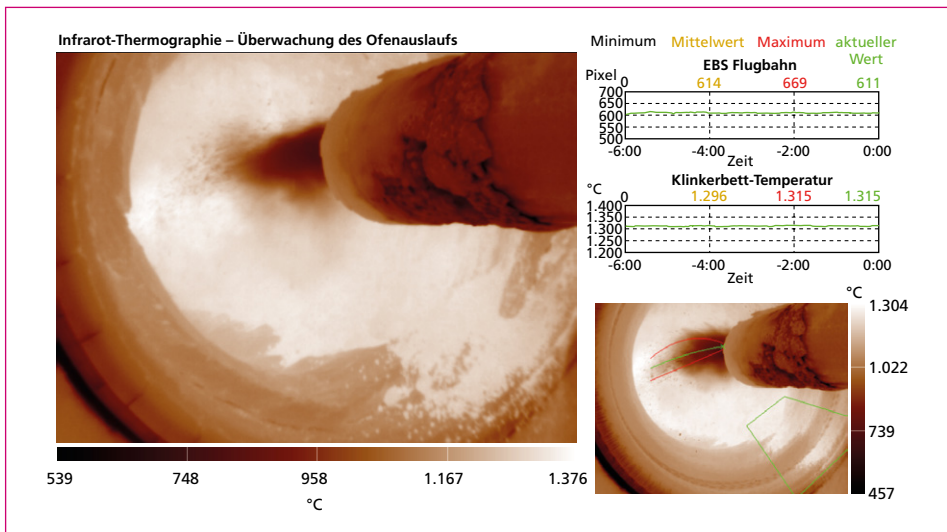 Infrarot-Thermographie – Überwachung des Ofenauslaufs
539 748 958 1.167 1.376
°C
Minimum Mittelwert Maximum aktueller Wert
EBS Flugbahn
Pixel
0 614 669 611
700
600
550
500
-6:00 -4:00 -2:00 0:00
Zeit
Klinkerbett-Temperatur
°C
0 1.296 1.315 1.315
1.400
1.300
1.250
1.200
-6:00 -4:00 -2:00 0:00
Zeit
°C
1.304
1.022
739
457